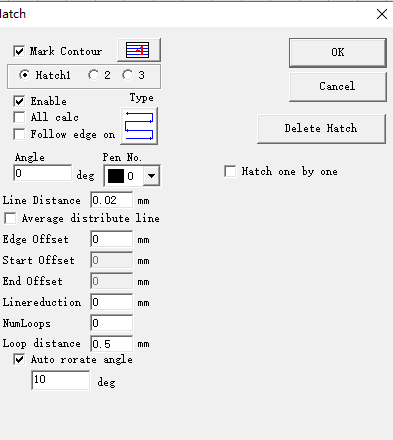 Hatch
Mark Contour
OK
Hatch1 2 3
Cancel
Enable
Type
All calc
Follow edge on
Delete Hatch
Angle
Pen No.
0 deg
0
Hatch one by one
Line Distance 0.02 mm
Average distribute line
Edge Offset 0 mm
Start Offset 0 mm
End Offset 0 mm
Linereduction 0 mm
NumLoops 0
Loop distance 0.5 mm
Auto rorate angle
10 deg